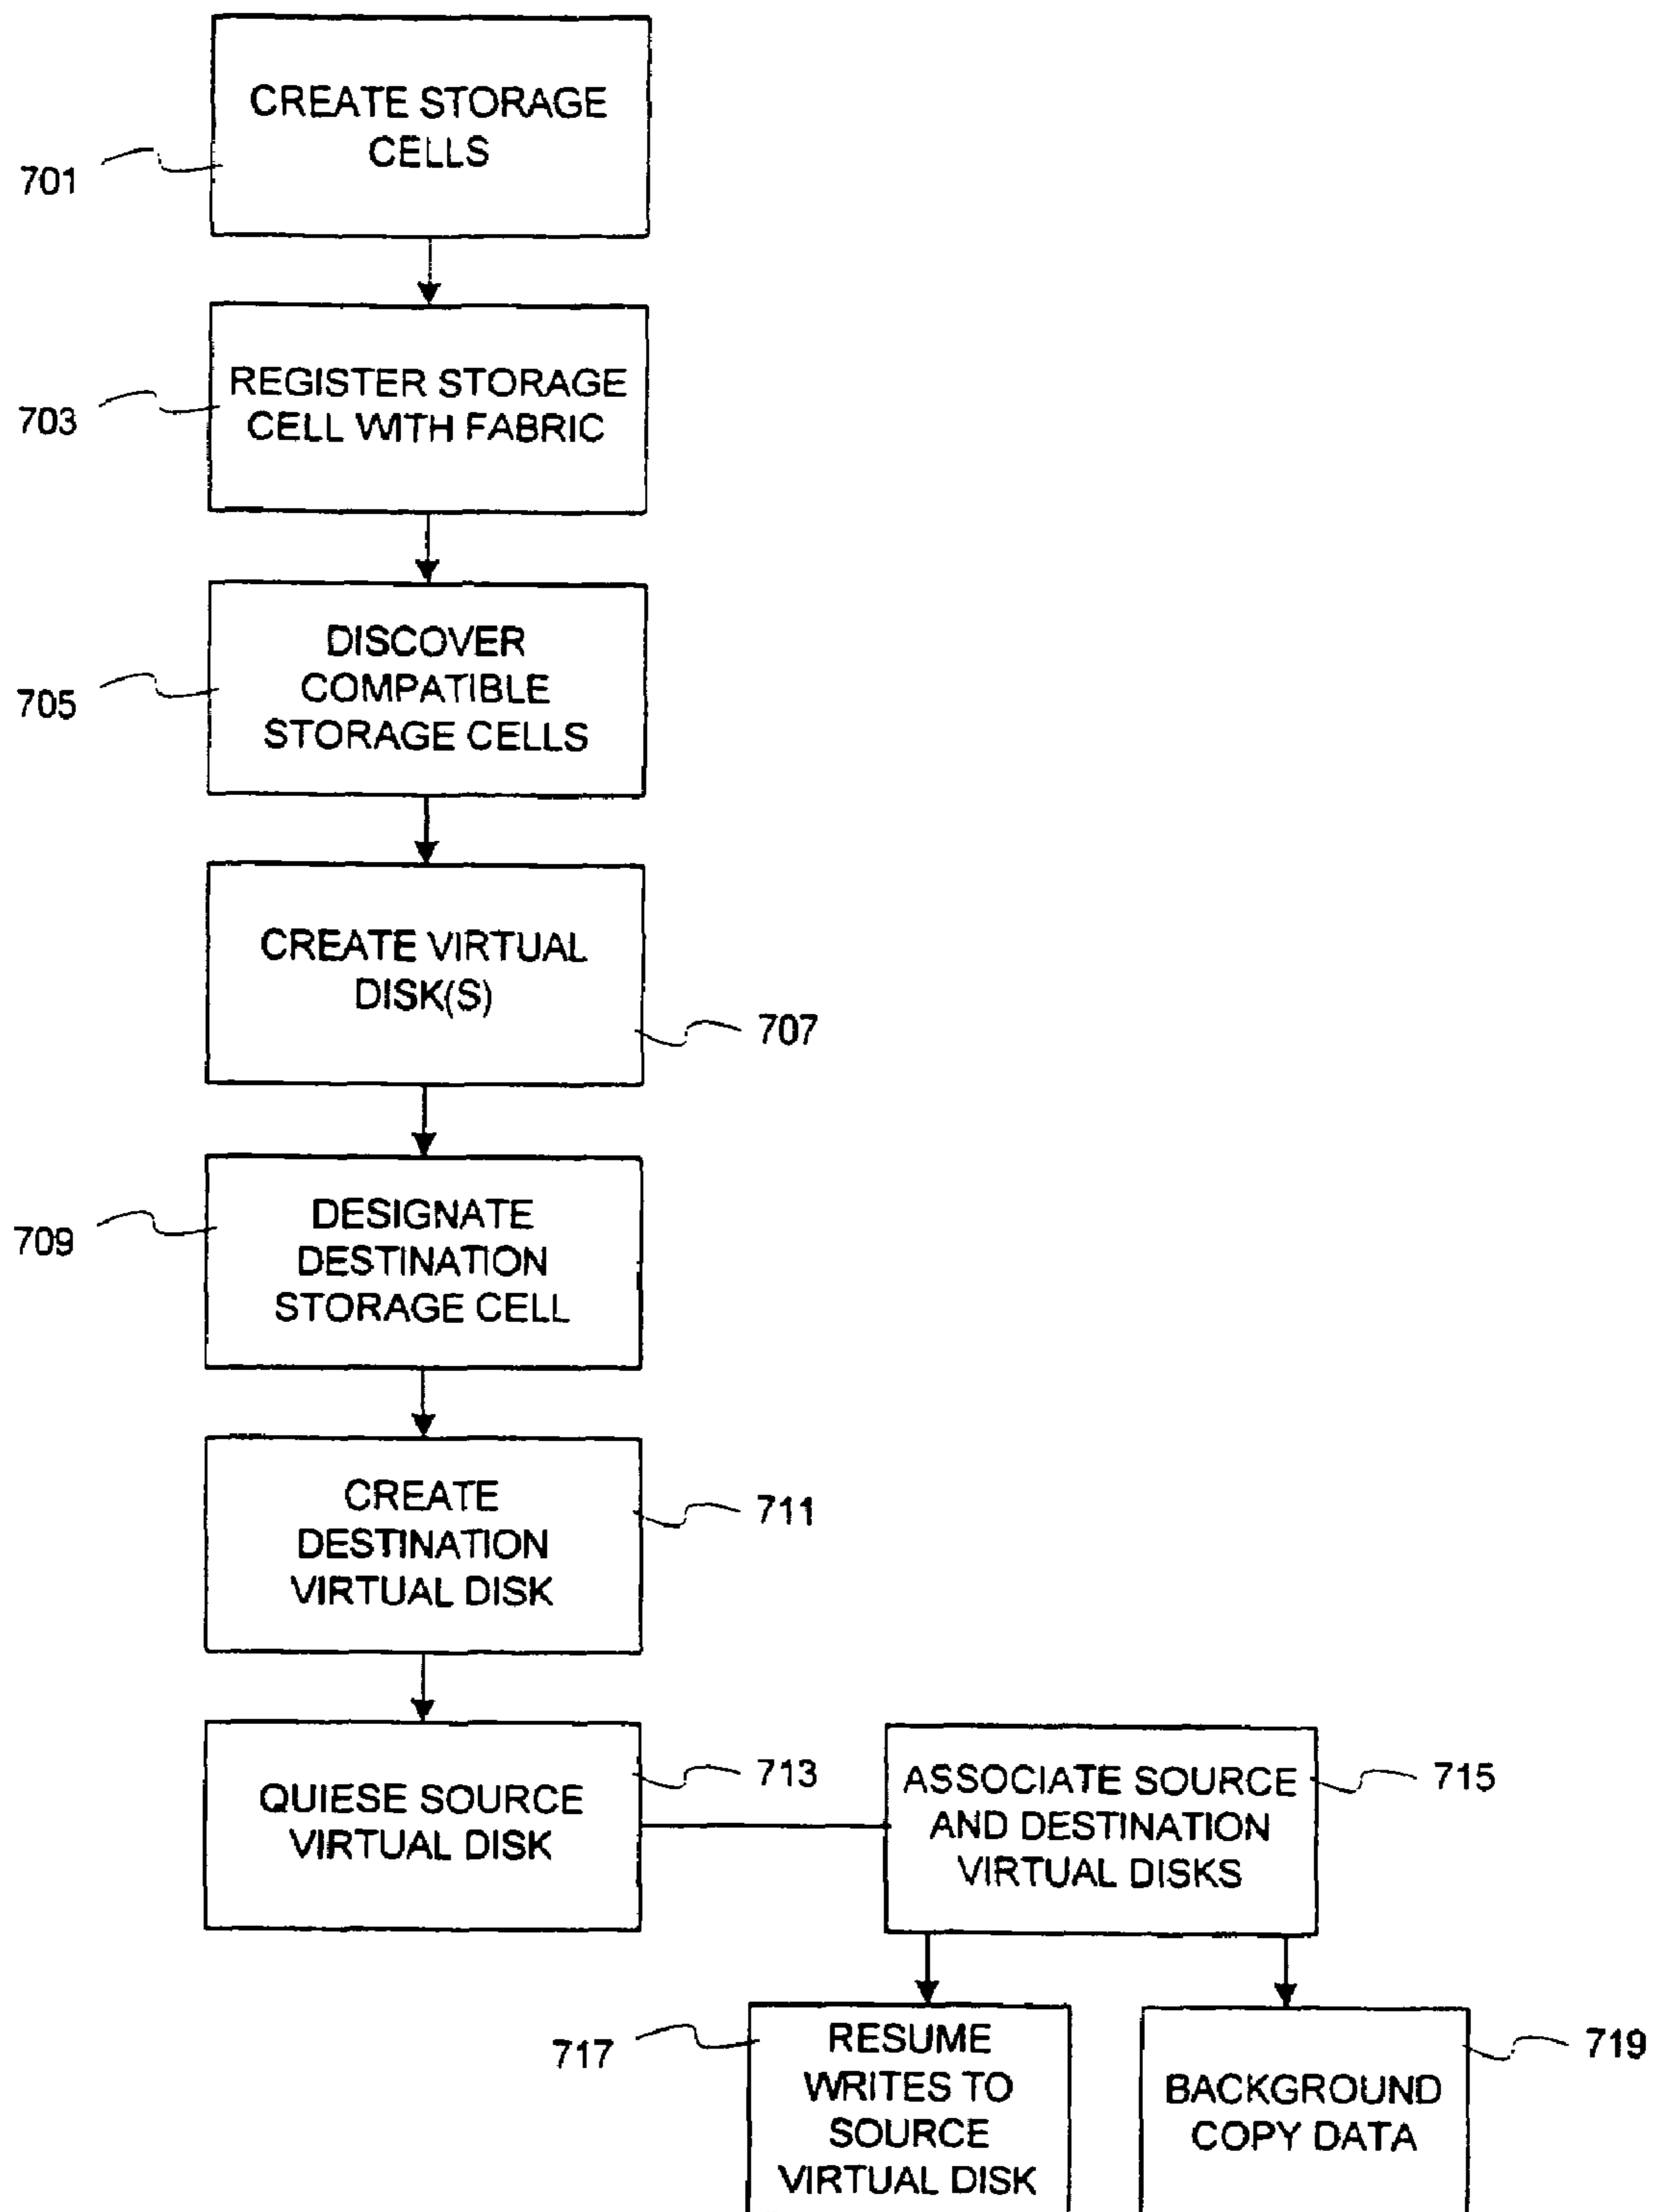 CREATE STORAGE
CELLS
701
REGISTER STORAGE
CELL WITH FABRIC
703
DISCOVER
COMPATIBLE
STORAGE CELLS
705
CREATE VIRTUAL
DISK(S)
707
DESIGNATE
DESTINATION
STORAGE CELL
709
CREATE
DESTINATION
VIRTUAL DISK
711
QUIESE SOURCE
VIRTUAL DISK
713
ASSOCIATE SOURCE
AND DESTINATION
VIRTUAL DISKS
715
RESUME
WRITES TO
SOURCE
VIRTUAL DISK
717
BACKGROUND
COPY DATA
719